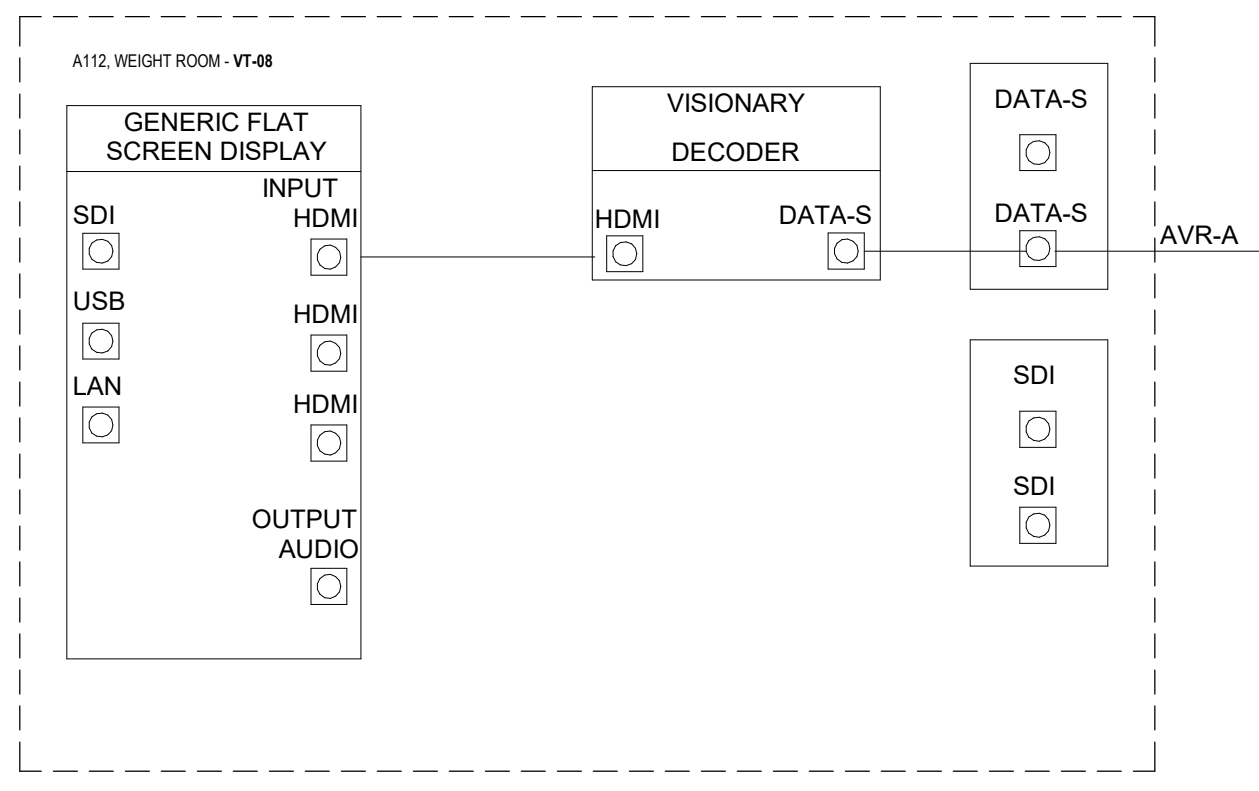 A112, WEIGHT ROOM - VT-08
GENERIC FLAT
SCREEN DISPLAY
INPUT
SDI
HDMI
USB
HDMI
LAN
HDMI
OUTPUT
AUDIO
VISIONARY
DECODER
HDMI
DATA-S
DATA-S
DATA-S
AVR-A
SDI
SDI